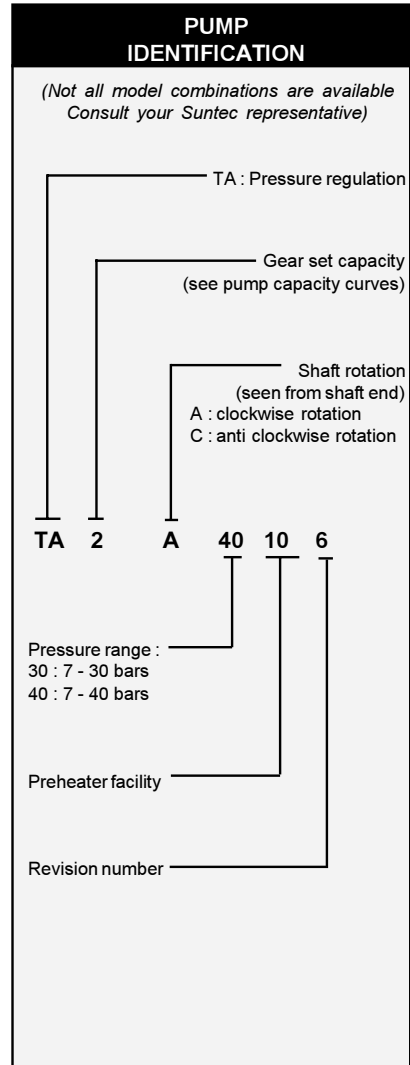 PUMP
IDENTIFICATION
(Not all model combinations are available
Consult your Suntec representative)
TA : Pressure regulation
Gear set capacity
(see pump capacity curves)
Shaft rotation
(seen from shaft end)
A : clockwise rotation
C : anti clockwise rotation
TA 2 A 40 10 6
Pressure range :
30 : 7 - 30 bars
40 : 7 - 40 bars
Preheater facility
Revision number